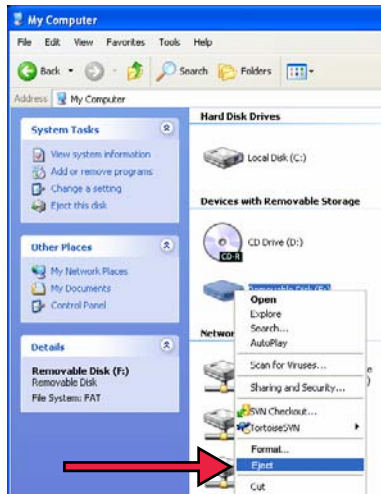 My Computer
File Edit View Favorites Tools Help
Back Search Folders
Address My Computer
System Tasks
View system information
Add or remove programs
Change a setting
Eject this disk
Other Places
My Network Places
My Documents
Control Panel
Details
Removable Disk (F:)
Removable Disk
File System: FAT
Hard Disk Drives
Local Disk (C:)
Devices with Removable Storage
CD-R
CD Drive (D:)
Removable Disk (F:)
Open
Explore
Search...
AutoPlay
Scan for Viruses...
Sharing and Security...
SVN Checkout...
TortoiseSVN
Format...
Eject
Cut